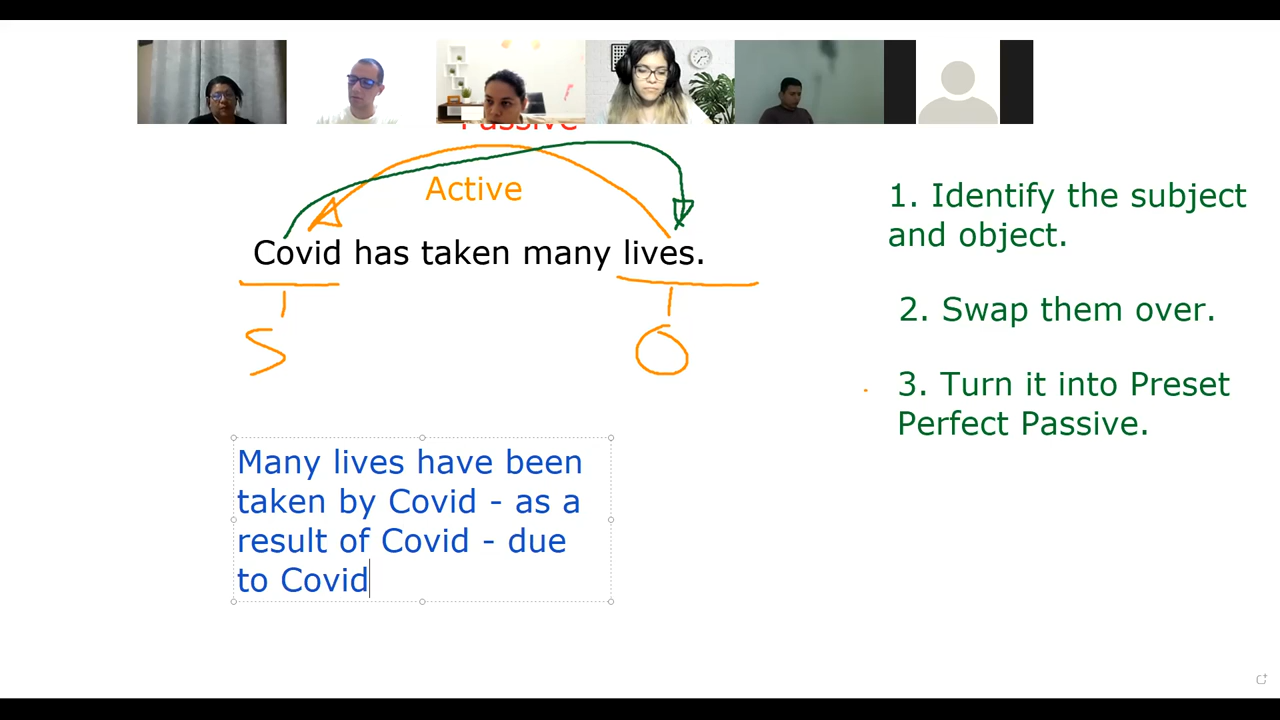 Passive
Active
Covid has taken many lives.
S
O
1. Identify the subject
and object.
2. Swap them over.
3. Turn it into Preset
Perfect Passive.
Many lives have been
taken by Covid - as a
result of Covid - due
to Covid